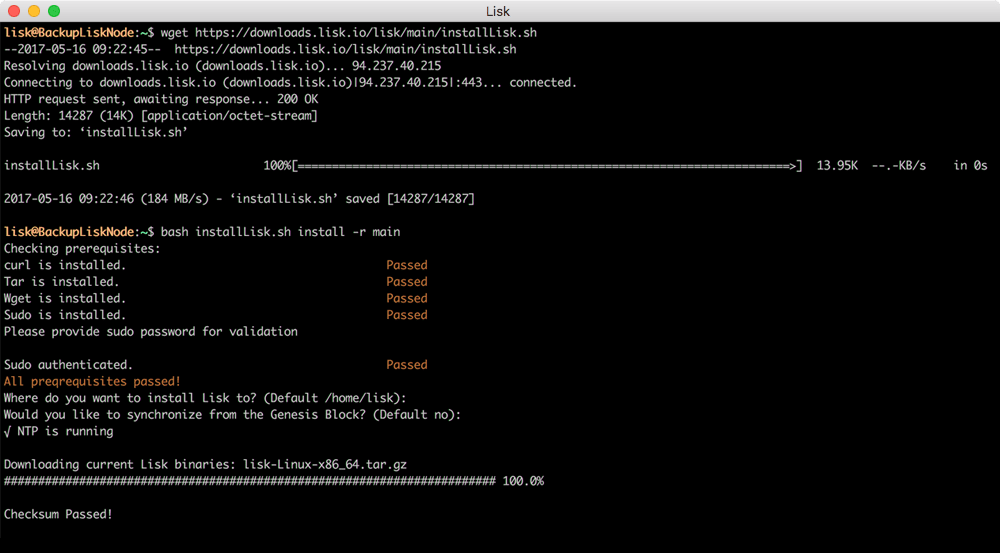 Lisk
lisk@BackupLiskNode:~$ wget https://downloads.lisk.io/lisk/main/installLisk.sh
--2017-05-16 09:22:45--  https://downloads.lisk.io/lisk/main/installLisk.sh
Resolving downloads.lisk.io (downloads.lisk.io)... 94.237.40.215
Connecting to downloads.lisk.io (downloads.lisk.io)|94.237.40.215|:443... connected.
HTTP request sent, awaiting response... 200 OK
Length: 14287 (14K) [application/octet-stream]
Saving to: ‘installLisk.sh’
installLisk.sh                        100%[========================================================================>]  13.95K  --.-KB/s    in 0s
2017-05-16 09:22:46 (184 MB/s) - ‘installLisk.sh’ saved [14287/14287]
lisk@BackupLiskNode:~$ bash installLisk.sh install -r main
Checking prerequisites:
curl is installed.                                      Passed
Tar is installed.                                       Passed
Wget is installed.                                      Passed
Sudo is installed.                                      Passed
Please provide sudo password for validation
Sudo authenticated.                                     Passed
All preqrequisites passed!
Where do you want to install Lisk to? (Default /home/lisk):
Would you like to synchronize from the Genesis Block? (Default no):
√ NTP is running
Downloading current Lisk binaries: lisk-Linux-x86_64.tar.gz
######################################################################## 100.0%
Checksum Passed!